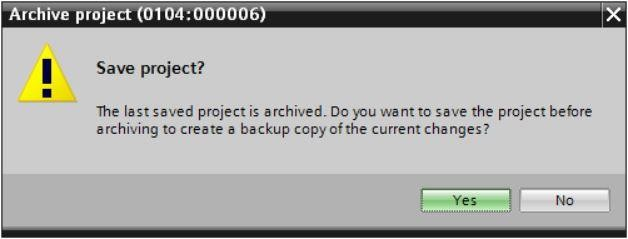 Archive project (0104:000006)
Save project?
The last saved project is archived. Do you want to save the project before
archiving to create a backup copy of the current changes?
Yes
No